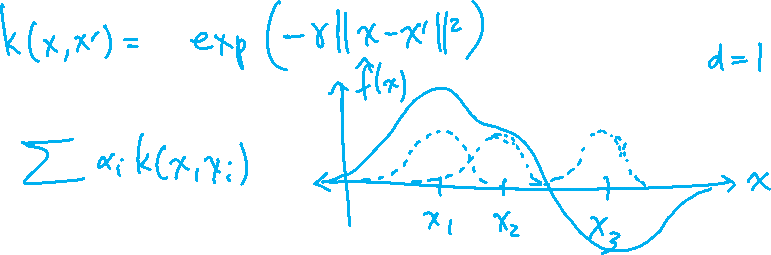 k(x, x') = exp(-γ||x - x'||²)
d=1
f̂(x)
∑ αᵢ k(x, xᵢ)
x
x₁ x₂ x₃